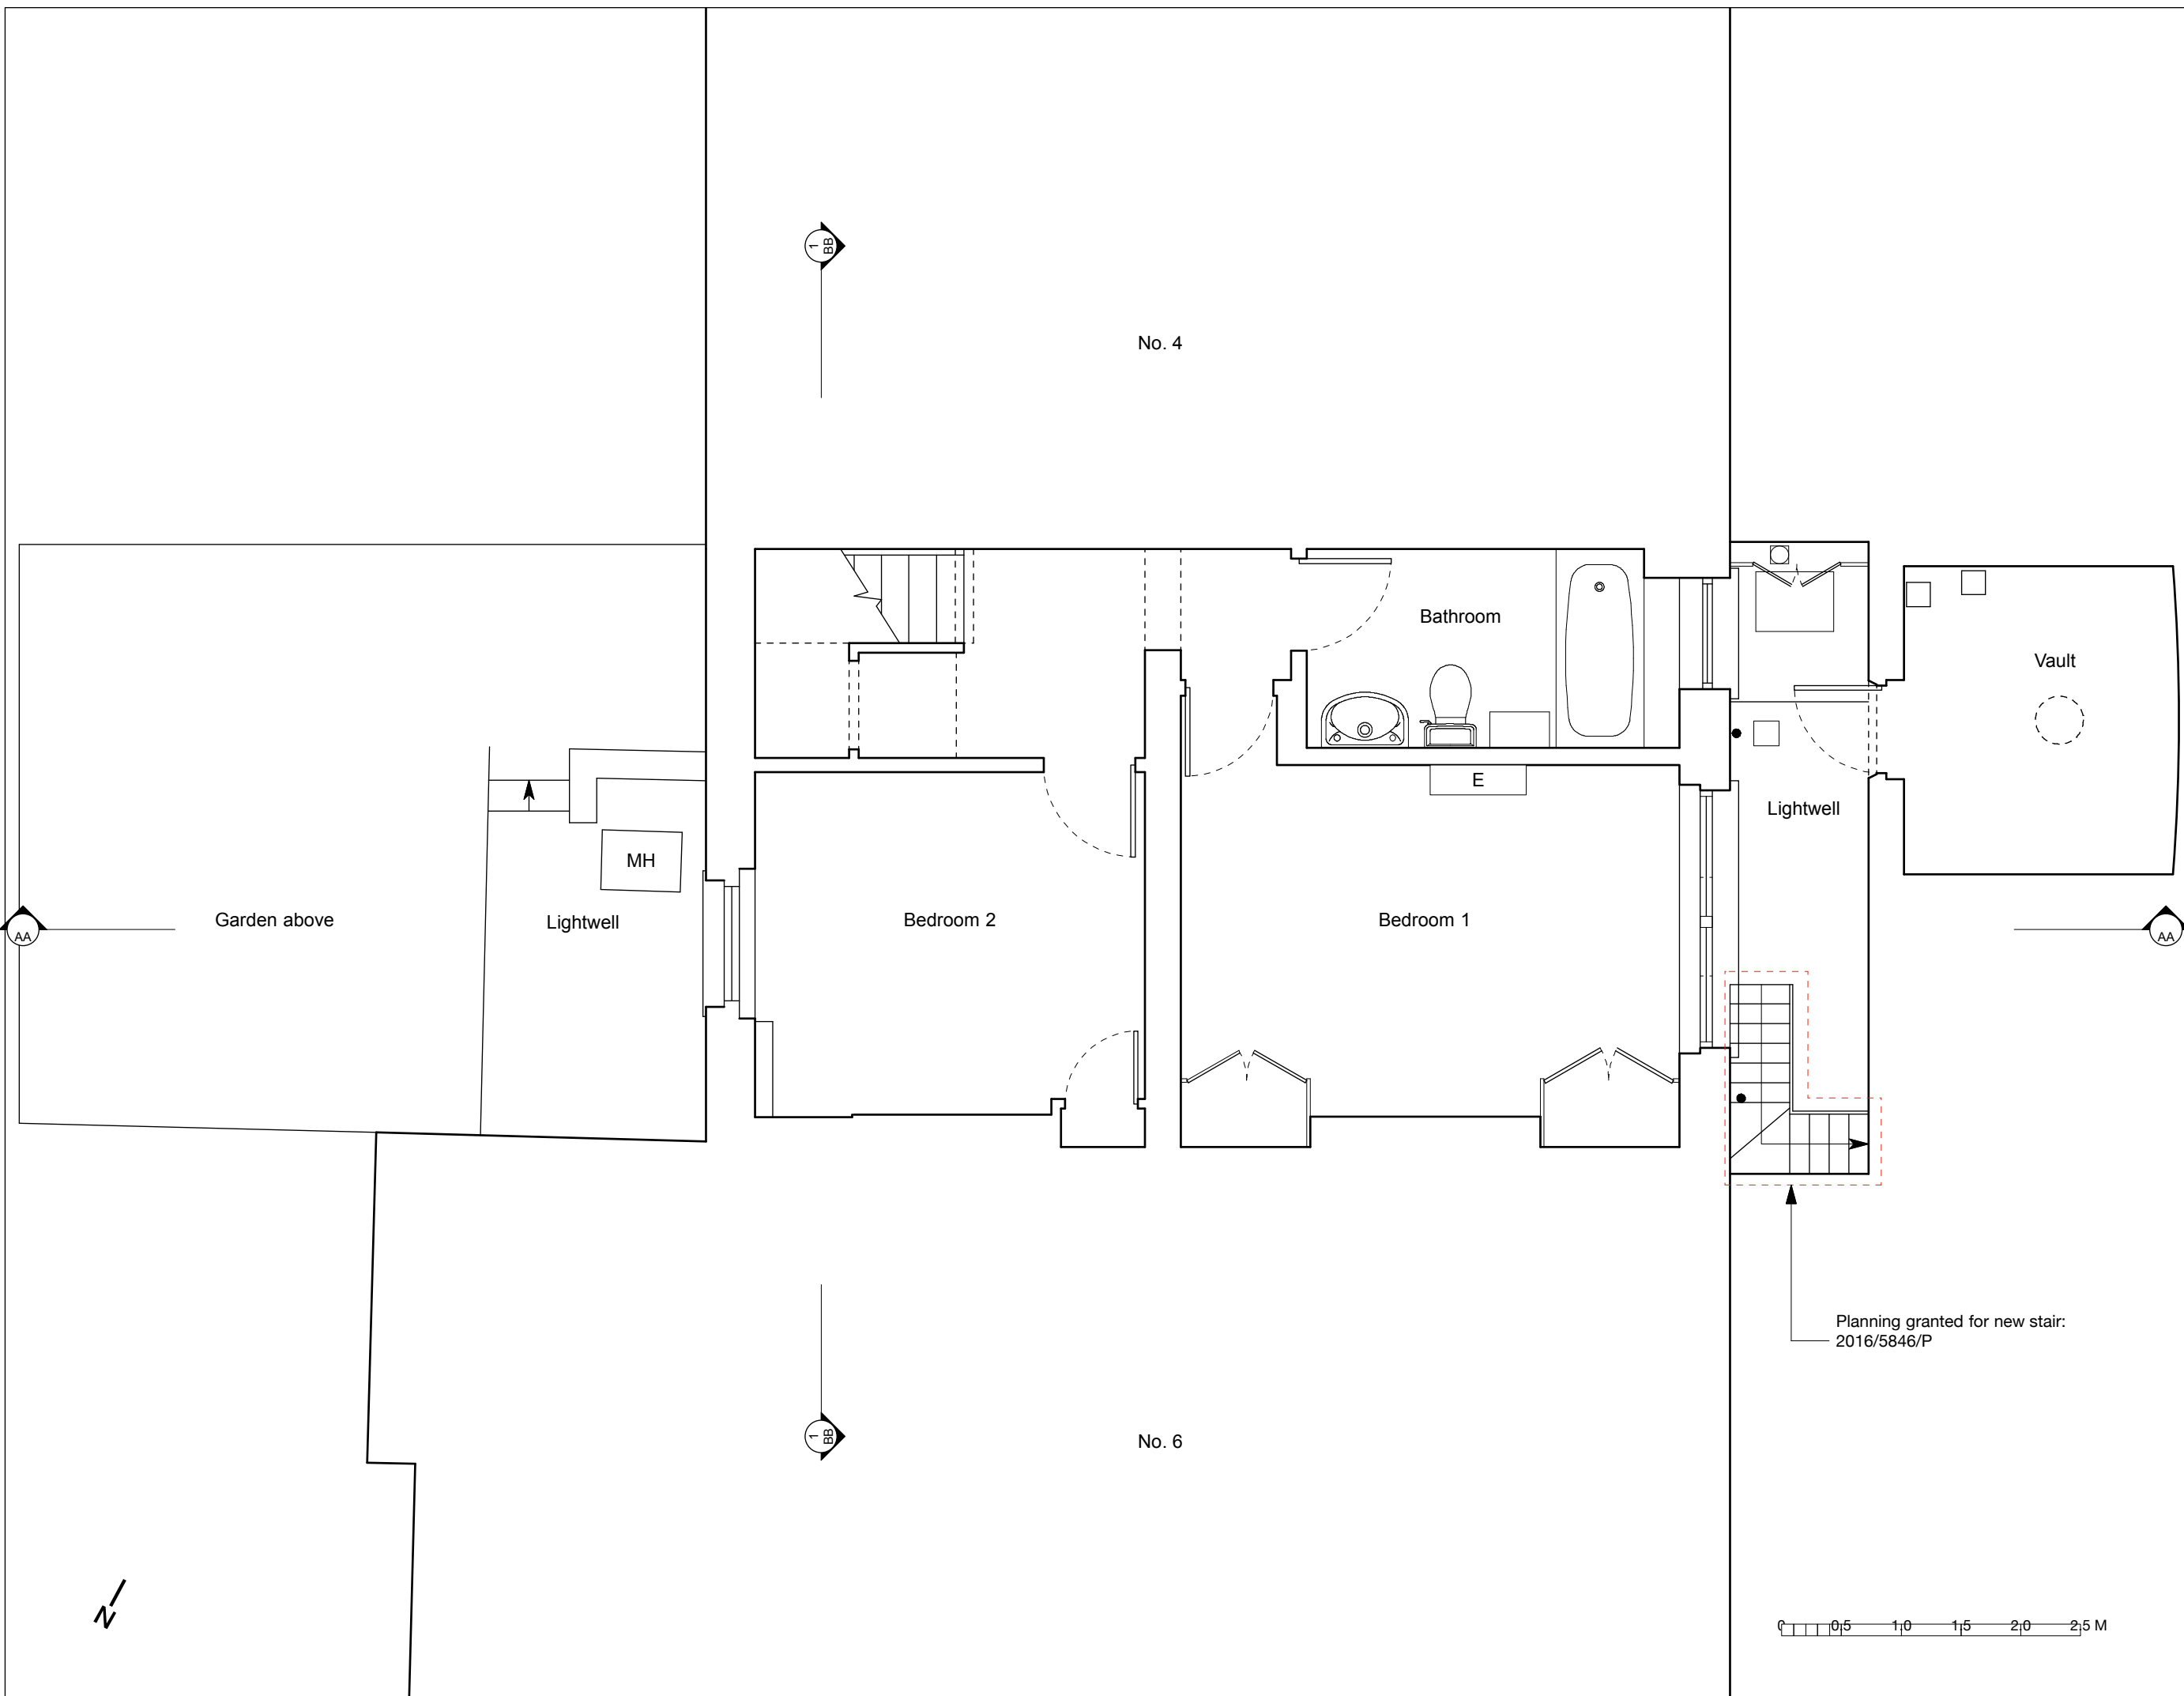 1
BB
No. 4
Bathroom
Vault
E
Lightwell
MH
Garden above
Lightwell
Bedroom 2
Bedroom 1
AA
AA
Planning granted for new stair:
2016/5846/P
1
BB
No. 6
N
0 0.5 1.0 1.5 2.0 2.5 M